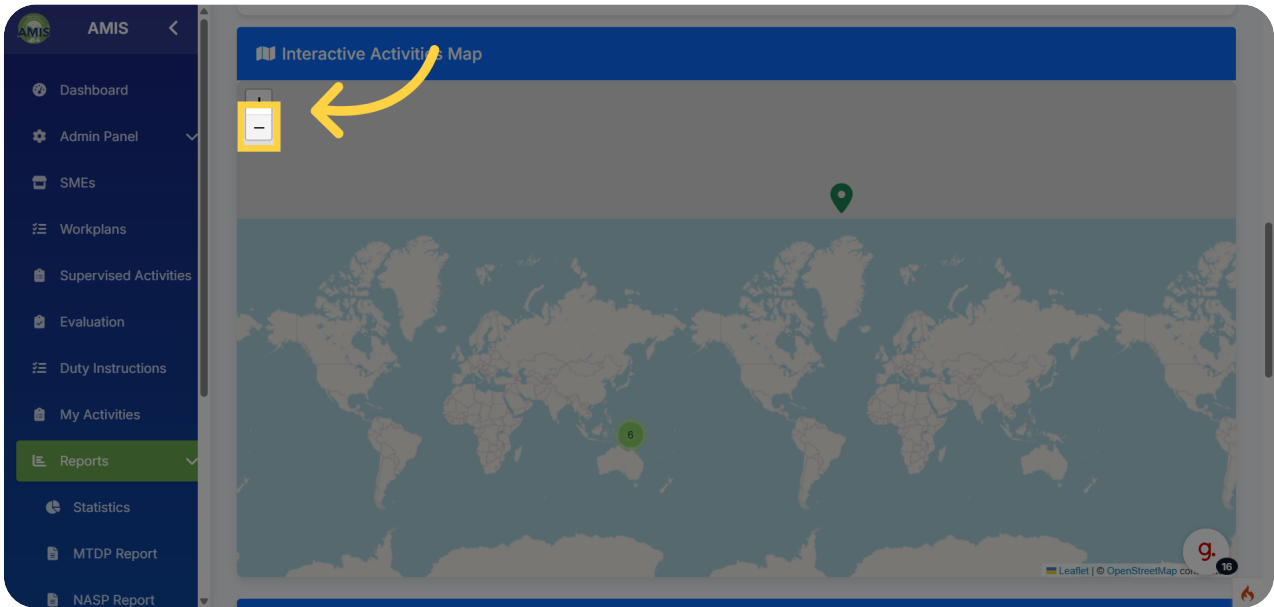 AMIS
AMIS
Dashboard
Admin Panel
SMEs
Workplans
Supervised Activities
Evaluation
Duty Instructions
My Activities
Reports
Statistics
MTDP Report
NASP Report
Interactive Activities Map
+
−
6
Leaflet | © OpenStreetMap
g.
16